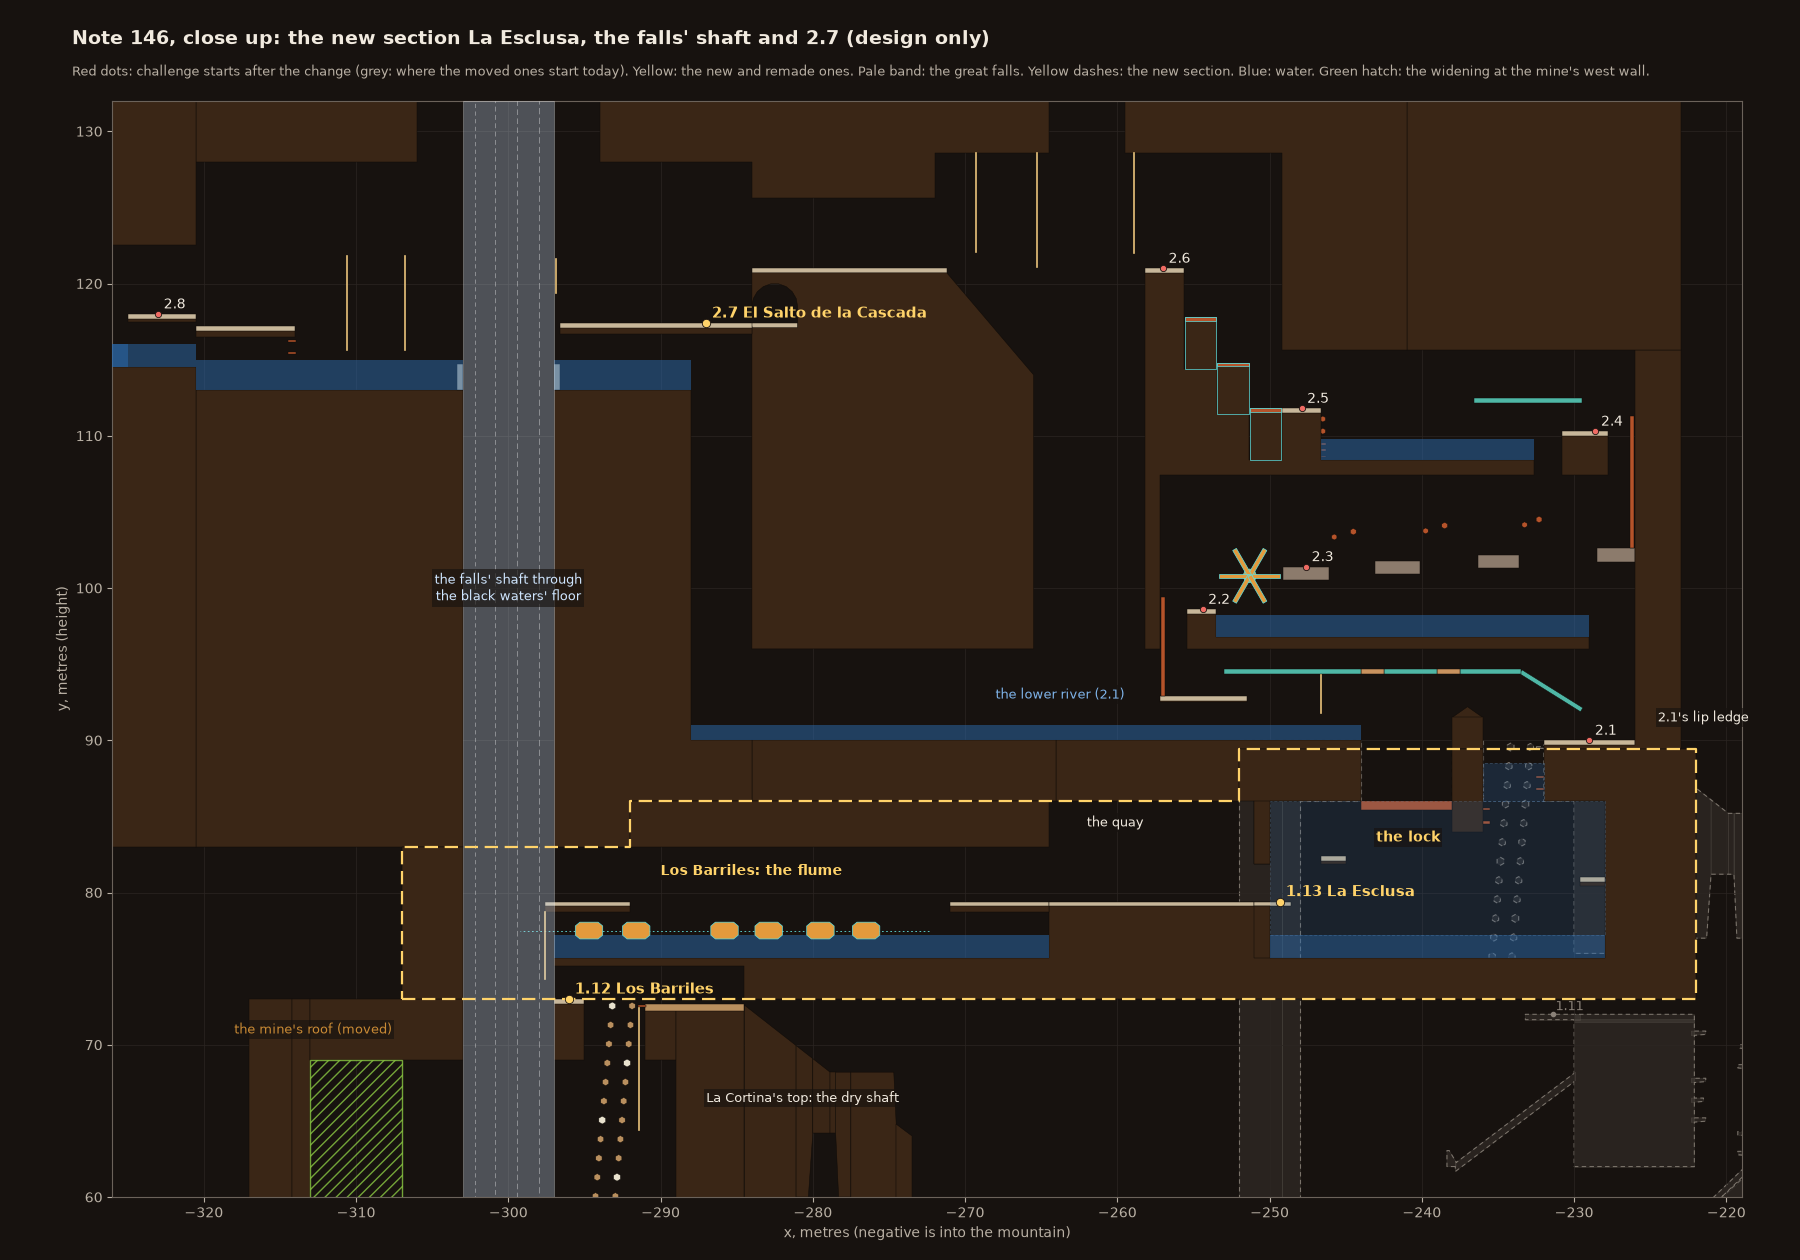 Note 146, close up: the new section La Esclusa, the falls' shaft and 2.7 (design only)
Red dots: challenge starts after the change (grey: where the moved ones start today). Yellow: the new and remade ones. Pale band: the great falls. Yellow dashes: the new section. Blue: water. Green hatch: the widening at the mine's west wall.
130
120
110
100
90
80
70
60
y, metres (height)
2.6
2.8
2.7 El Salto de la Cascada
2.5
2.4
2.3
the falls' shaft through
the black waters' floor
2.2
the lower river (2.1)
2.1's lip ledge
2.1
the quay
the lock
Los Barriles: the flume
1.13 La Esclusa
1.12 Los Barriles
1.11
the mine's roof (moved)
La Cortina's top: the dry shaft
−320
−310
−300
−290
−280
−270
−260
−250
−240
−230
−220
x, metres (negative is into the mountain)